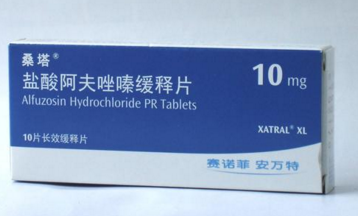 桑塔®
盐酸阿夫唑嗪缓释片
10 mg
Alfuzosin Hydrochloride PR Tablets
XATRAL® XL
10片长效缓释片
赛诺菲 安万特